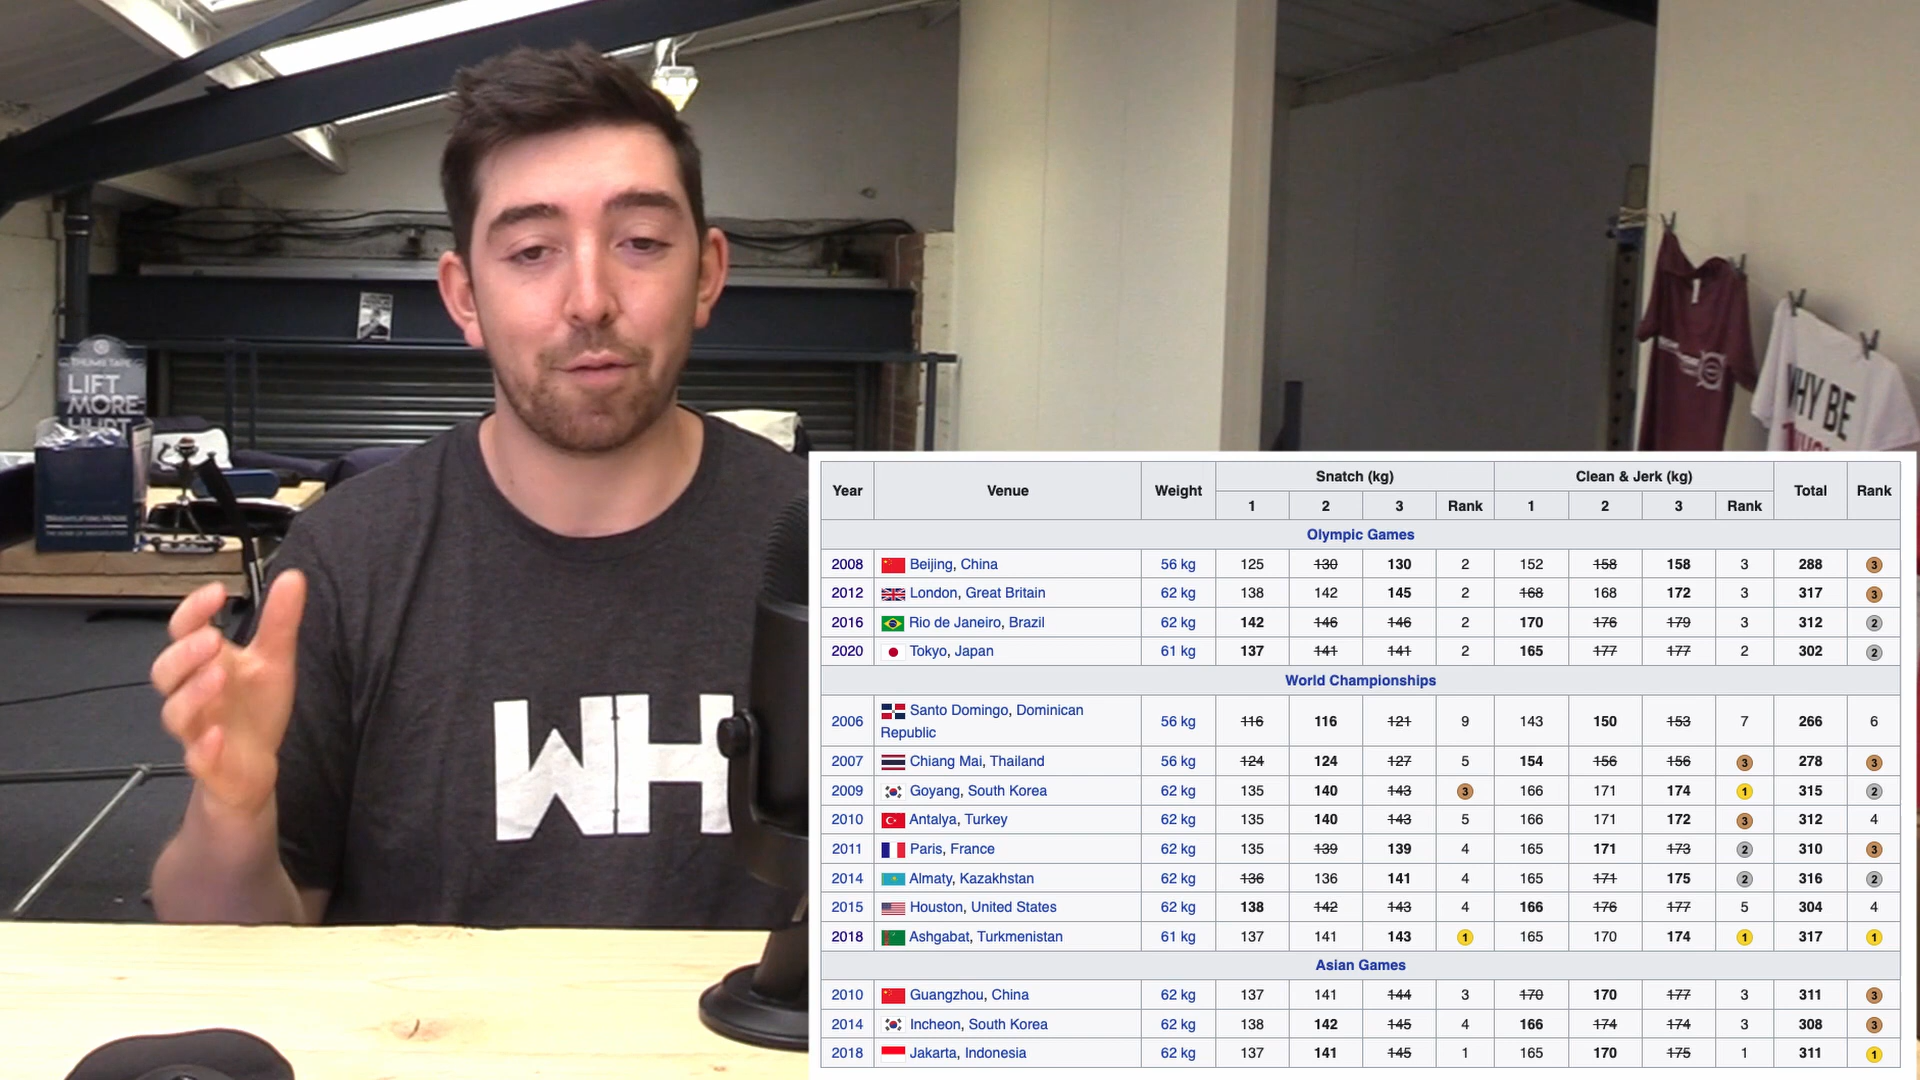 THUMB TAPE
LIFT
MORE
HURT
WH
WHY BE
Year Venue Weight Snatch (kg) Clean & Jerk (kg) Total Rank
1 2 3 Rank 1 2 3 Rank
Olympic Games
2008 Beijing, China 56 kg 125 130 130 2 152 158 158 3 288 3
2012 London, Great Britain 62 kg 138 142 145 2 168 168 172 3 317 3
2016 Rio de Janeiro, Brazil 62 kg 142 146 146 2 170 176 179 3 312 2
2020 Tokyo, Japan 61 kg 137 141 141 2 165 177 177 2 302 2
World Championships
2006 Santo Domingo, Dominican
Republic 56 kg 116 116 121 9 143 150 153 7 266 6
2007 Chiang Mai, Thailand 56 kg 124 124 127 5 154 156 156 3 278 3
2009 Goyang, South Korea 62 kg 135 140 143 3 166 171 174 1 315 2
2010 Antalya, Turkey 62 kg 135 140 143 5 166 171 172 3 312 4
2011 Paris, France 62 kg 135 139 139 4 165 171 173 2 310 3
2014 Almaty, Kazakhstan 62 kg 136 136 141 4 165 171 175 2 316 2
2015 Houston, United States 62 kg 138 142 143 4 166 176 177 5 304 4
2018 Ashgabat, Turkmenistan 61 kg 137 141 143 1 165 170 174 1 317 1
Asian Games
2010 Guangzhou, China 62 kg 137 141 144 3 170 170 177 3 311 3
2014 Incheon, South Korea 62 kg 138 142 145 4 166 174 174 3 308 3
2018 Jakarta, Indonesia 62 kg 137 141 145 1 165 170 175 1 311 1